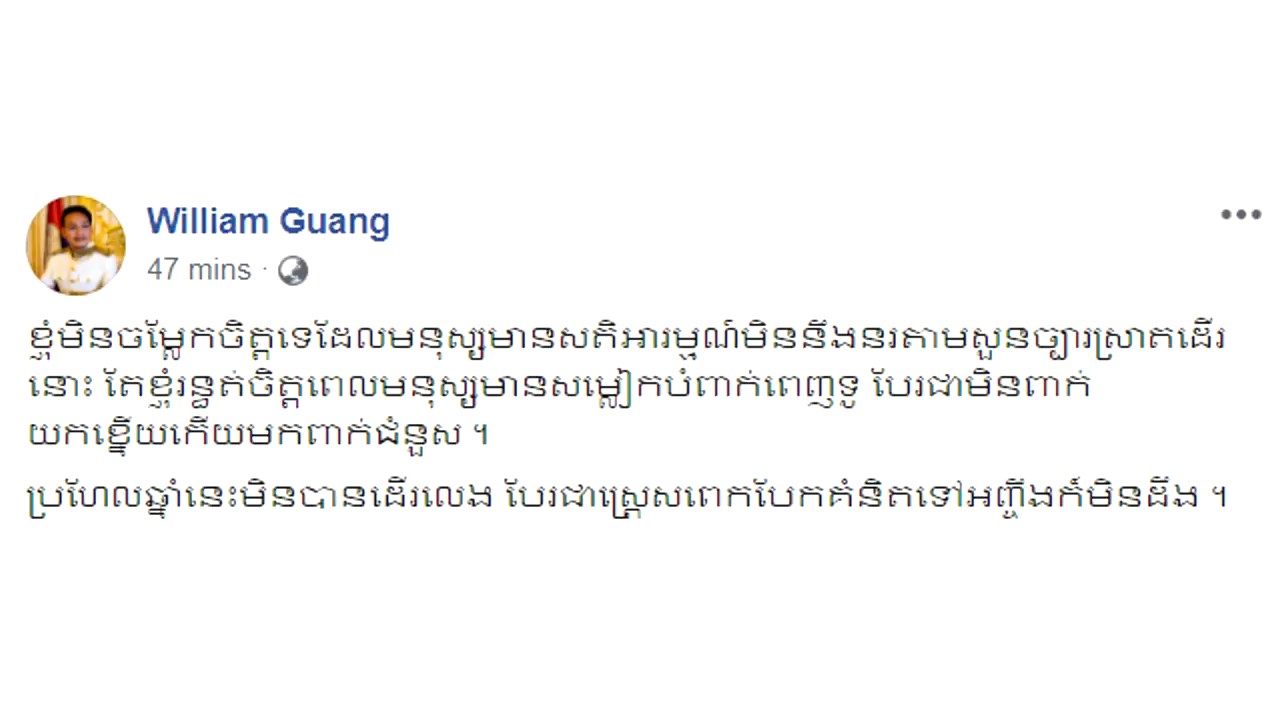 William Guang
47 mins ·
ខ្ញុំមិនចម្លែកចិត្តទេដែលមនុស្សមានសតិអារម្មណ៍មិននឹងនរតាមសួនច្បារស្រាតដើរ
នោះ តែខ្ញុំរន្ធត់ចិត្តពេលមនុស្សមានសម្លៀកបំពាក់ពេញទូ បែរជាមិនពាក់
យកខ្នើយកើយមកពាក់ជំនួស ។
ប្រហែលឆ្នាំនេះមិនបានដើរលេង បែរជាស្ត្រេសពេកបែកគំនិតទៅអញ្ចឹងក៍មិនដឹង ។